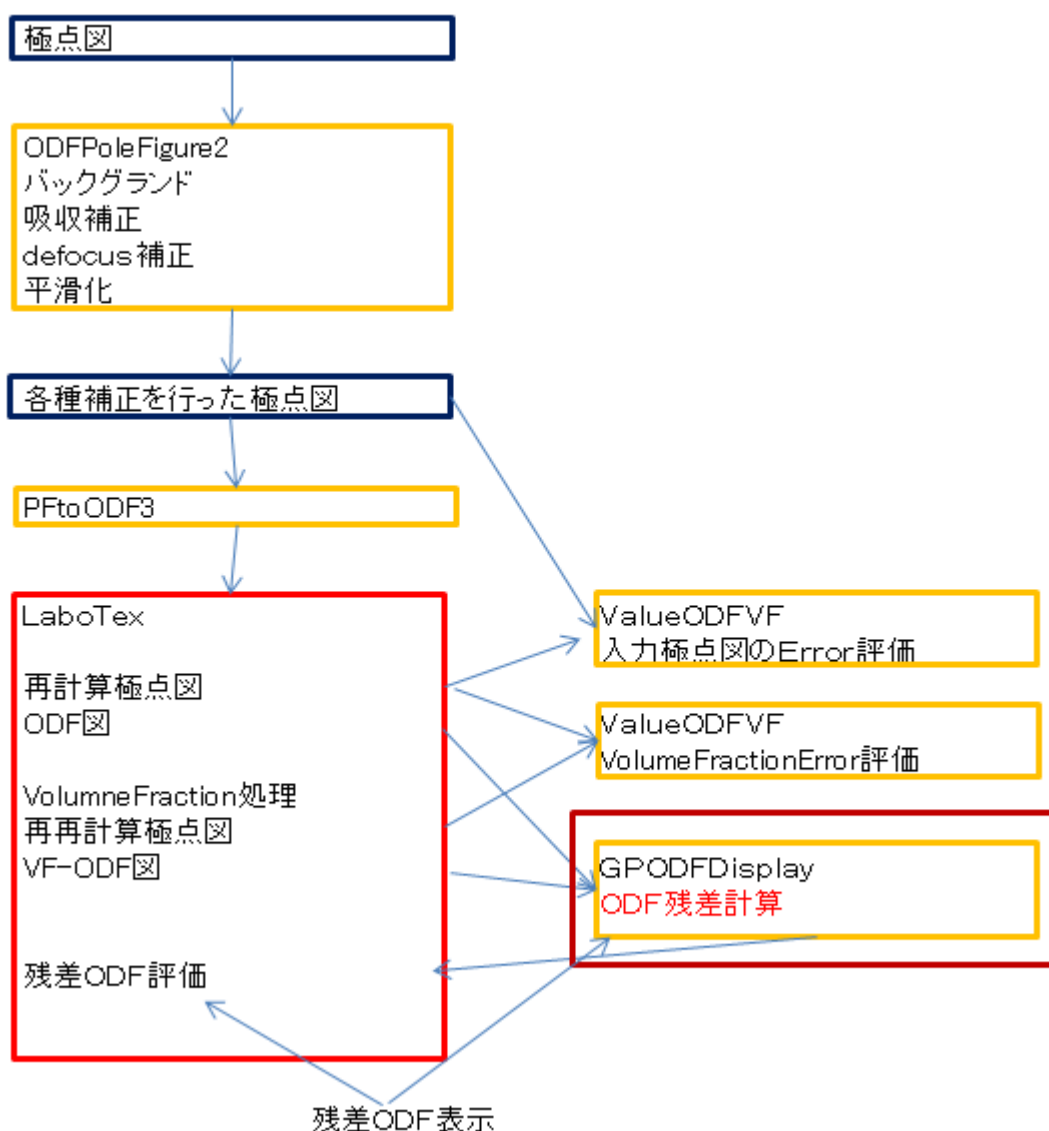 極点図
ODFPoleFigure2
バックグランド
吸収補正
defocus補正
平滑化
各種補正を行った極点図
PFtoODF3
LaboTex
再計算極点図
ODF図
VolumneFraction処理
再再計算極点図
VF-ODF図
残差ODF評価
ValueODFVF
入力極点図のError評価
ValueODFVF
VolumeFractionError評価
GPODFDisplay
ODF残差計算
残差ODF表示